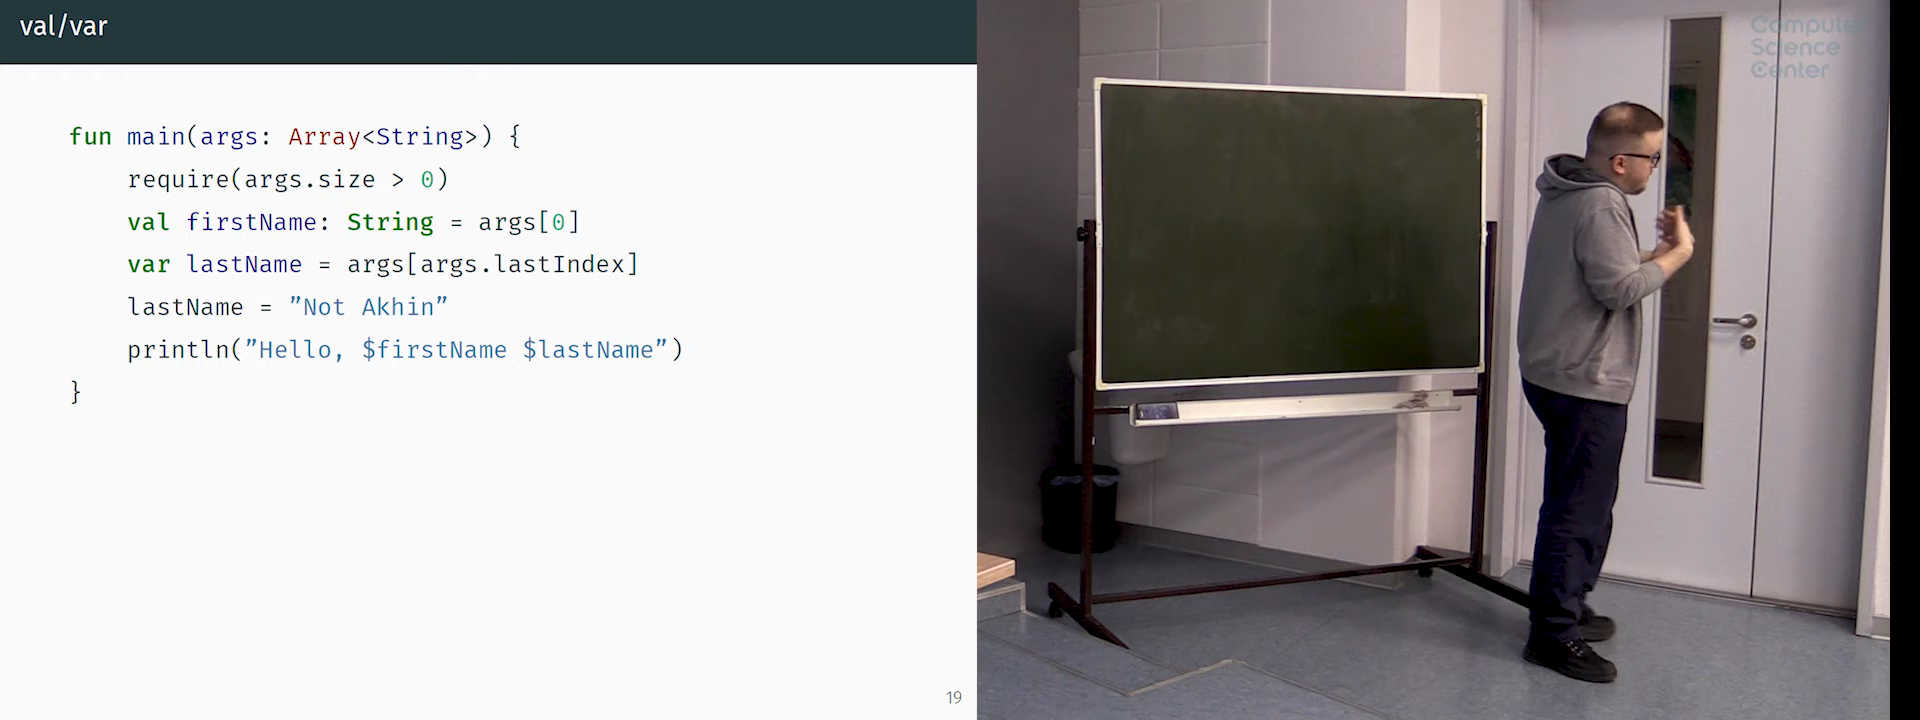 val/var
fun main(args: Array<String>) {
require(args.size > 0)
val firstName: String = args[0]
var lastName = args[args.lastIndex]
lastName = ”Not Akhin”
println(”Hello, $firstName $lastName”)
}
19
Computer
Science
Center